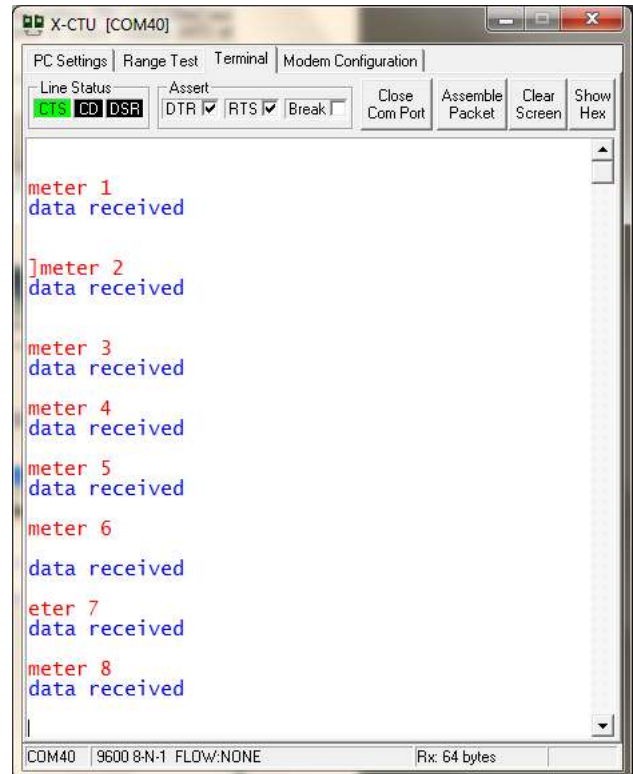 X-CTU [COM40]
PC Settings Range Test Terminal Modem Configuration
Line Status Assert
CTS CD DSR DTR RTS Break
Close Com Port
Assemble Packet
Clear Screen
Show Hex
meter 1
data received
]meter 2
data received
meter 3
data received
meter 4
data received
meter 5
data received
meter 6
data received
eter 7
data received
meter 8
data received
COM40 9600 8-N-1 FLOW:NONE Rx: 64 bytes